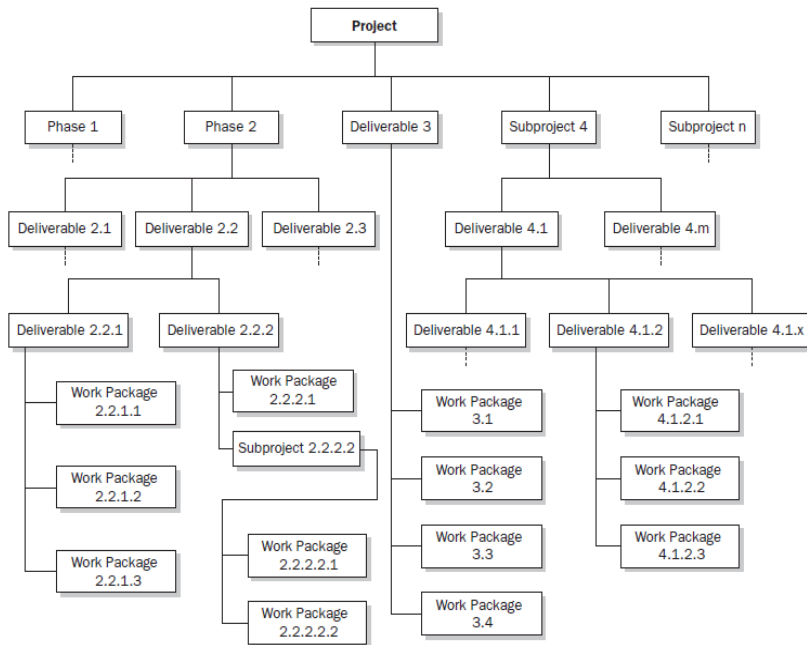 Project
Phase 1
Phase 2
Deliverable 3
Subproject 4
Subproject n
Deliverable 2.1
Deliverable 2.2
Deliverable 2.3
Deliverable 4.1
Deliverable 4.m
Deliverable 2.2.1
Deliverable 2.2.2
Deliverable 4.1.1
Deliverable 4.1.2
Deliverable 4.1.x
Work Package
2.2.1.1
Work Package
2.2.1.2
Work Package
2.2.1.3
Work Package
2.2.2.1
Subproject 2.2.2.2
Work Package
2.2.2.2.1
Work Package
2.2.2.2.2
Work Package
3.1
Work Package
3.2
Work Package
3.3
Work Package
3.4
Work Package
4.1.2.1
Work Package
4.1.2.2
Work Package
4.1.2.3